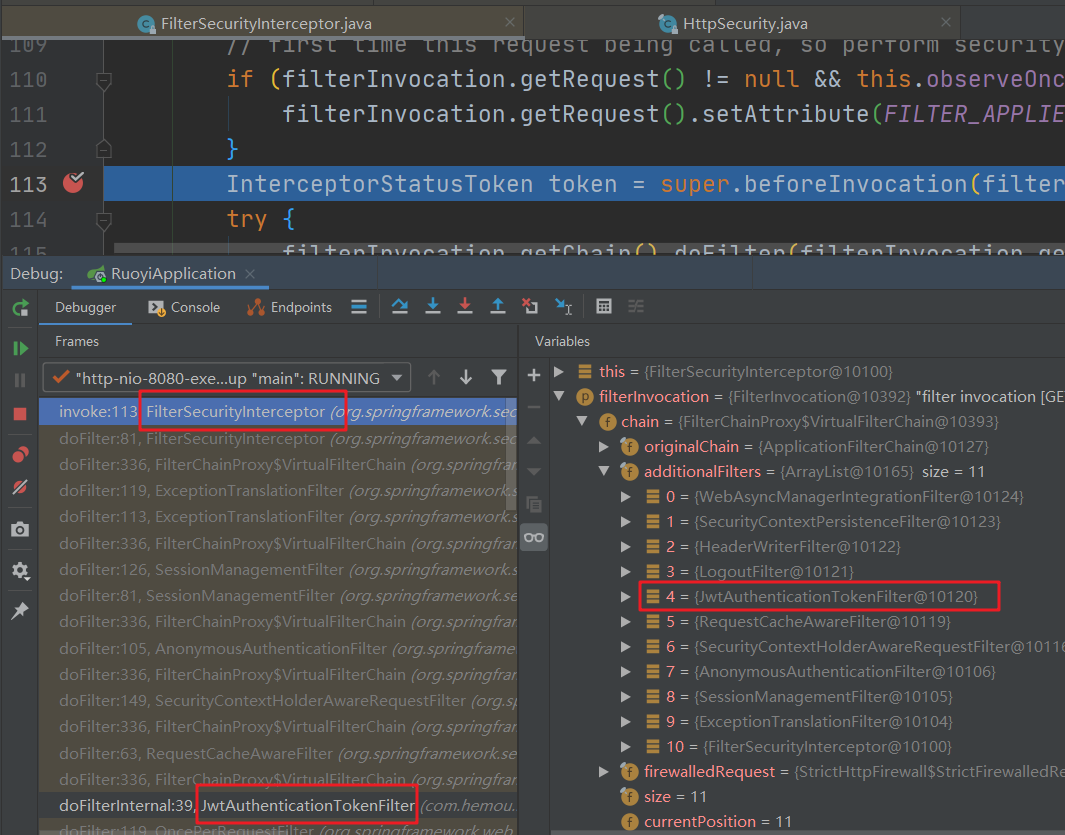 FilterSecurityInterceptor.java
HttpSecurity.java
109 // first time this request being called, so perform security
110 if (filterInvocation.getRequest() != null && this.observeOnc
111 filterInvocation.getRequest().setAttribute(FILTER_APPLIE
112 }
113 InterceptorStatusToken token = super.beforeInvocation(filter
114 try {
115 filterInvocation.getChain().doFilter(filterInvocation.ge
Debug: RuoyiApplication
Debugger Console Endpoints
Frames
"http-nio-8080-exe...up "main": RUNNING
invoke:113, FilterSecurityInterceptor (org.springframework.sec
doFilter:81, FilterSecurityInterceptor (org.springframework.sec
doFilter:336, FilterChainProxy$VirtualFilterChain (org.springfram
doFilter:119, ExceptionTranslationFilter (org.springframework.s
doFilter:113, ExceptionTranslationFilter (org.springframework.s
doFilter:336, FilterChainProxy$VirtualFilterChain (org.springfram
doFilter:126, SessionManagementFilter (org.springframework.s
doFilter:81, SessionManagementFilter (org.springframework.se
doFilter:336, FilterChainProxy$VirtualFilterChain (org.springfram
doFilter:105, AnonymousAuthenticationFilter (org.springframew
doFilter:336, FilterChainProxy$VirtualFilterChain (org.springfram
doFilter:149, SecurityContextHolderAwareRequestFilter (org.sp
doFilter:336, FilterChainProxy$VirtualFilterChain (org.springfram
doFilter:63, RequestCacheAwareFilter (org.springframework.sec
doFilter:336, FilterChainProxy$VirtualFilterChain (org.springfram
doFilterInternal:39, JwtAuthenticationTokenFilter (com.hemou.
doFilter:119, OncePerRequestFilter (org.springframework.web.
Variables
this = {FilterSecurityInterceptor@10100}
filterInvocation = {FilterInvocation@10392} "filter invocation [GE
chain = {FilterChainProxy$VirtualFilterChain@10393}
originalChain = {ApplicationFilterChain@10127}
additionalFilters = {ArrayList@10165} size = 11
0 = {WebAsyncManagerIntegrationFilter@10124}
1 = {SecurityContextPersistenceFilter@10123}
2 = {HeaderWriterFilter@10122}
3 = {LogoutFilter@10121}
4 = {JwtAuthenticationTokenFilter@10120}
5 = {RequestCacheAwareFilter@10119}
6 = {SecurityContextHolderAwareRequestFilter@10116
7 = {AnonymousAuthenticationFilter@10106}
8 = {SessionManagementFilter@10105}
9 = {ExceptionTranslationFilter@10104}
10 = {FilterSecurityInterceptor@10100}
firewalledRequest = {StrictHttpFirewall$StrictFirewalledRe
size = 11
currentPosition = 11